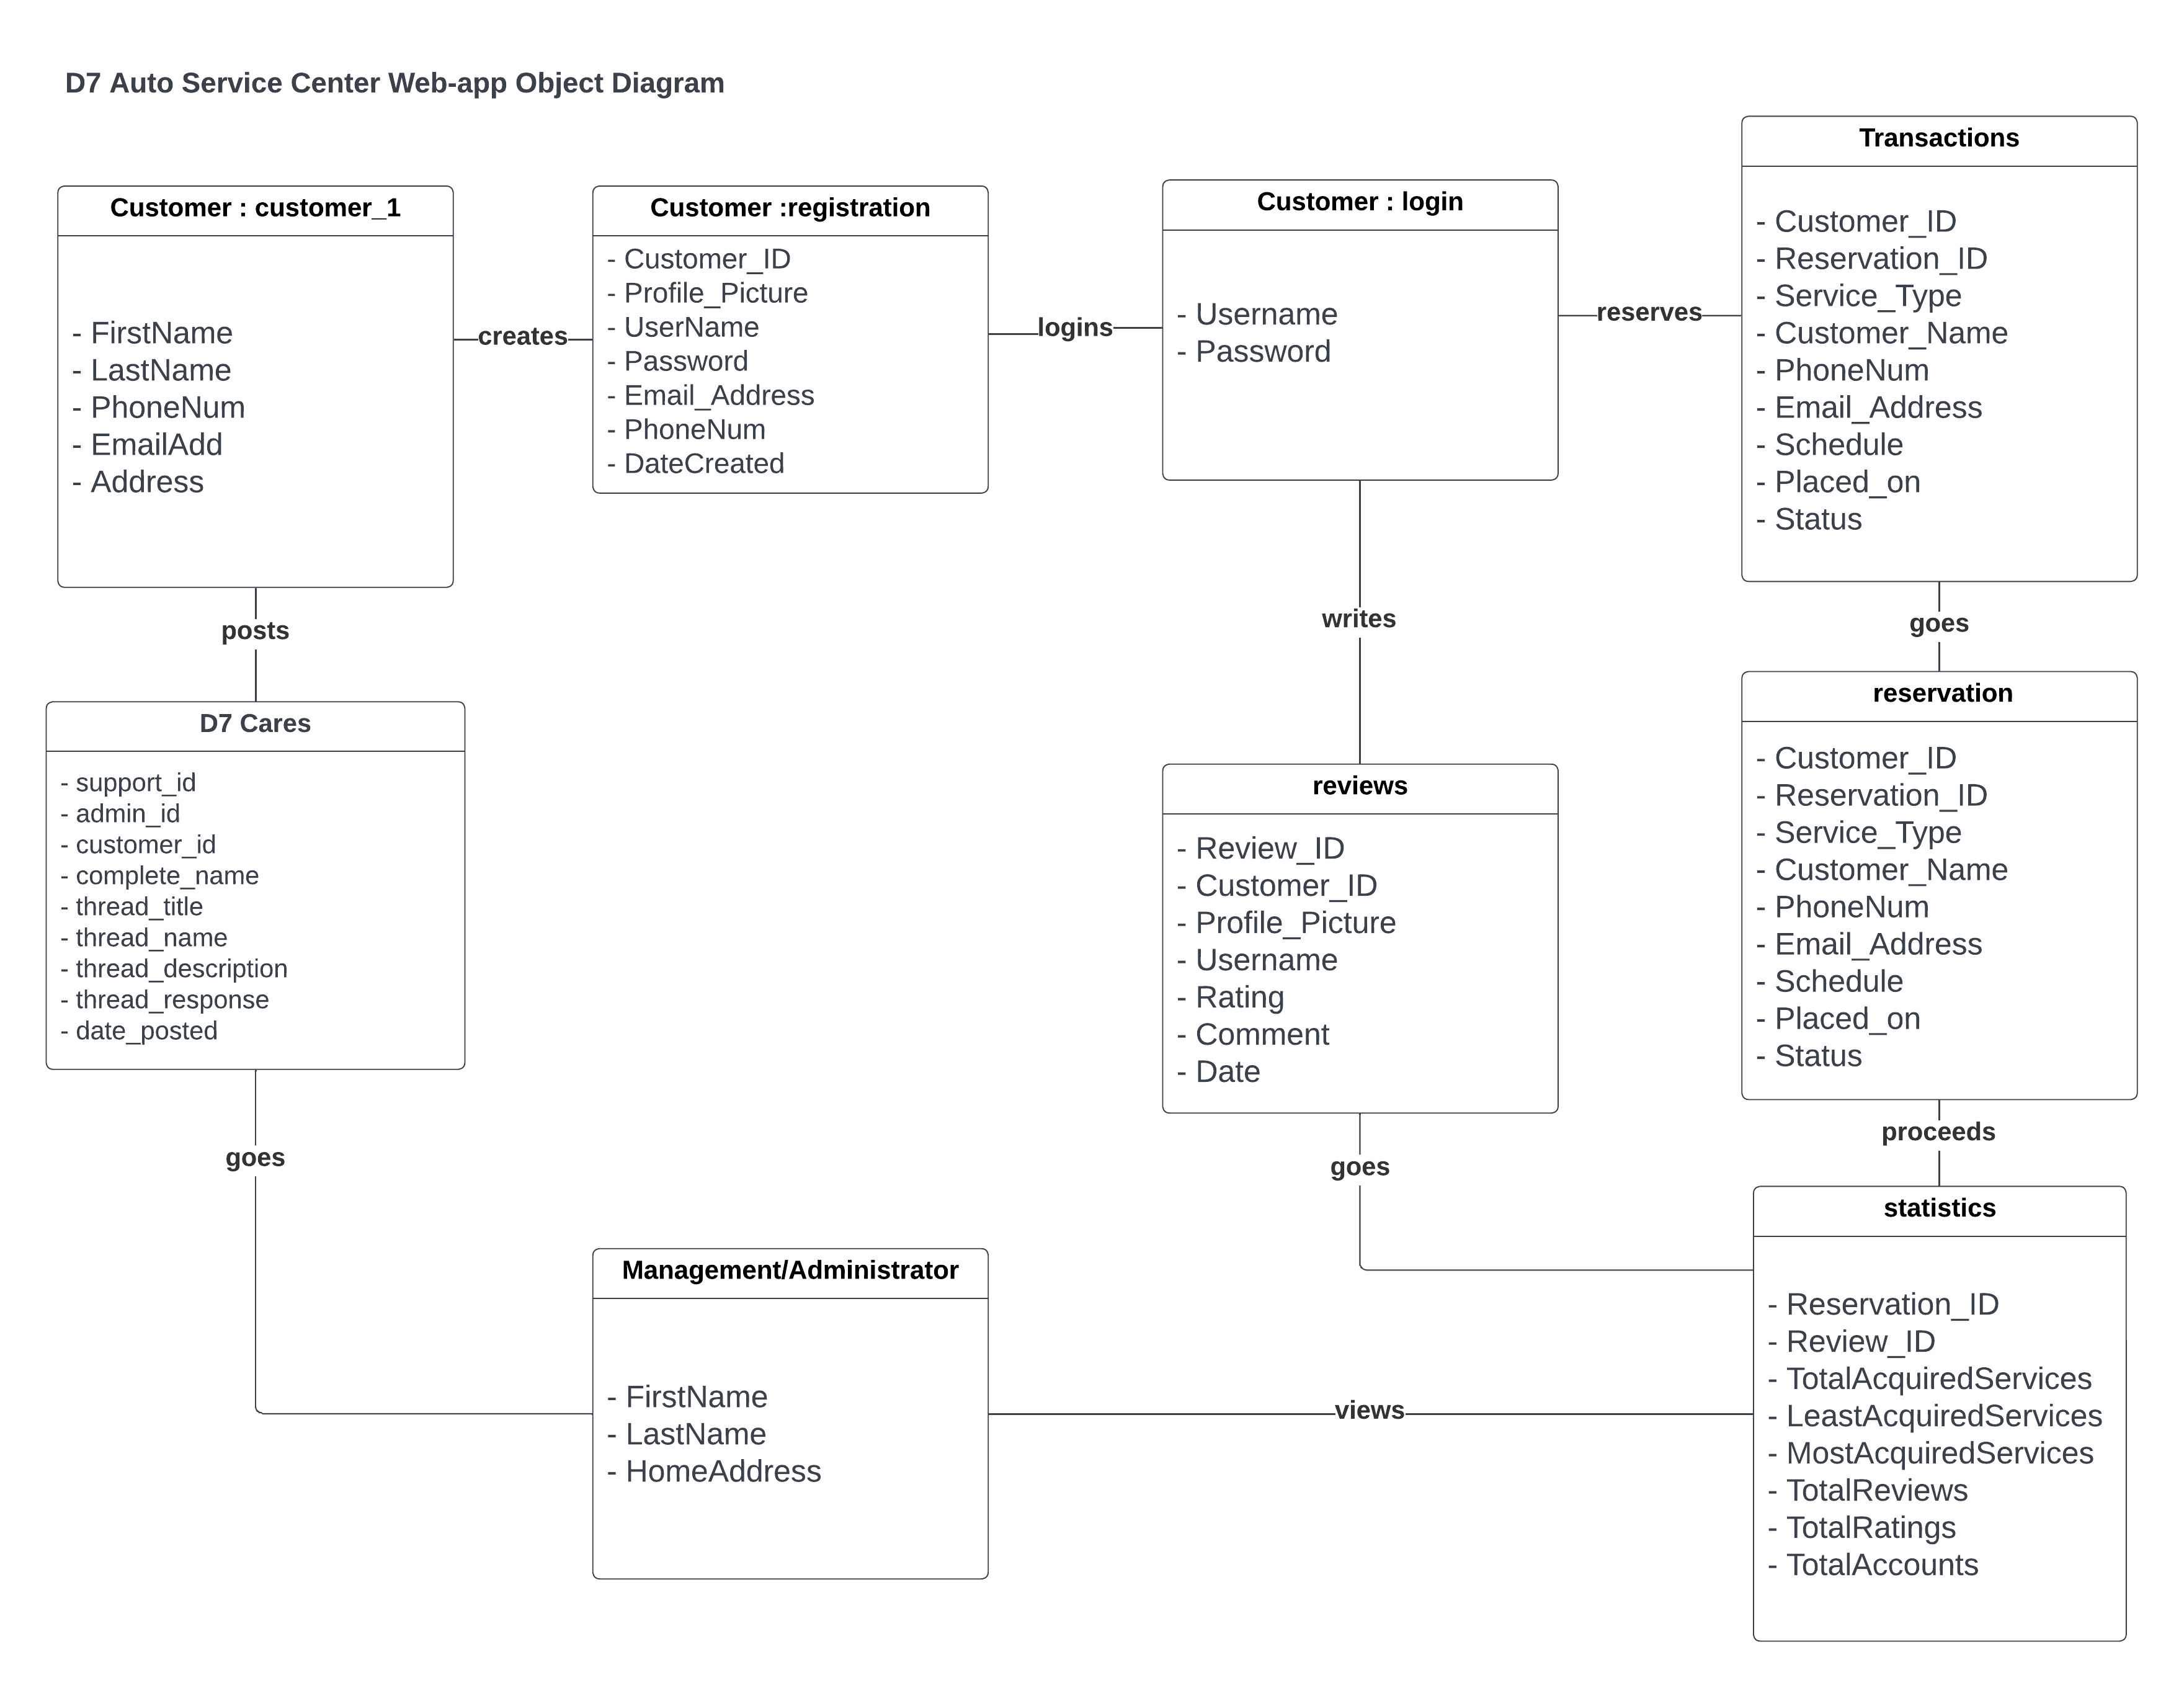 D7 Auto Service Center Web-app Object Diagram
Customer : customer_1
- FirstName
- LastName
- PhoneNum
- EmailAdd
- Address
creates
Customer :registration
- Customer_ID
- Profile_Picture
- UserName
- Password
- Email_Address
- PhoneNum
- DateCreated
logins
Customer : login
- Username
- Password
reserves
Transactions
- Customer_ID
- Reservation_ID
- Service_Type
- Customer_Name
- PhoneNum
- Email_Address
- Schedule
- Placed_on
- Status
posts
writes
goes
D7 Cares
- support_id
- admin_id
- customer_id
- complete_name
- thread_title
- thread_name
- thread_description
- thread_response
- date_posted
reviews
- Review_ID
- Customer_ID
- Profile_Picture
- Username
- Rating
- Comment
- Date
reservation
- Customer_ID
- Reservation_ID
- Service_Type
- Customer_Name
- PhoneNum
- Email_Address
- Schedule
- Placed_on
- Status
goes
goes
proceeds
Management/Administrator
- FirstName
- LastName
- HomeAddress
views
statistics
- Reservation_ID
- Review_ID
- TotalAcquiredServices
- LeastAcquiredServices
- MostAcquiredServices
- TotalReviews
- TotalRatings
- TotalAccounts